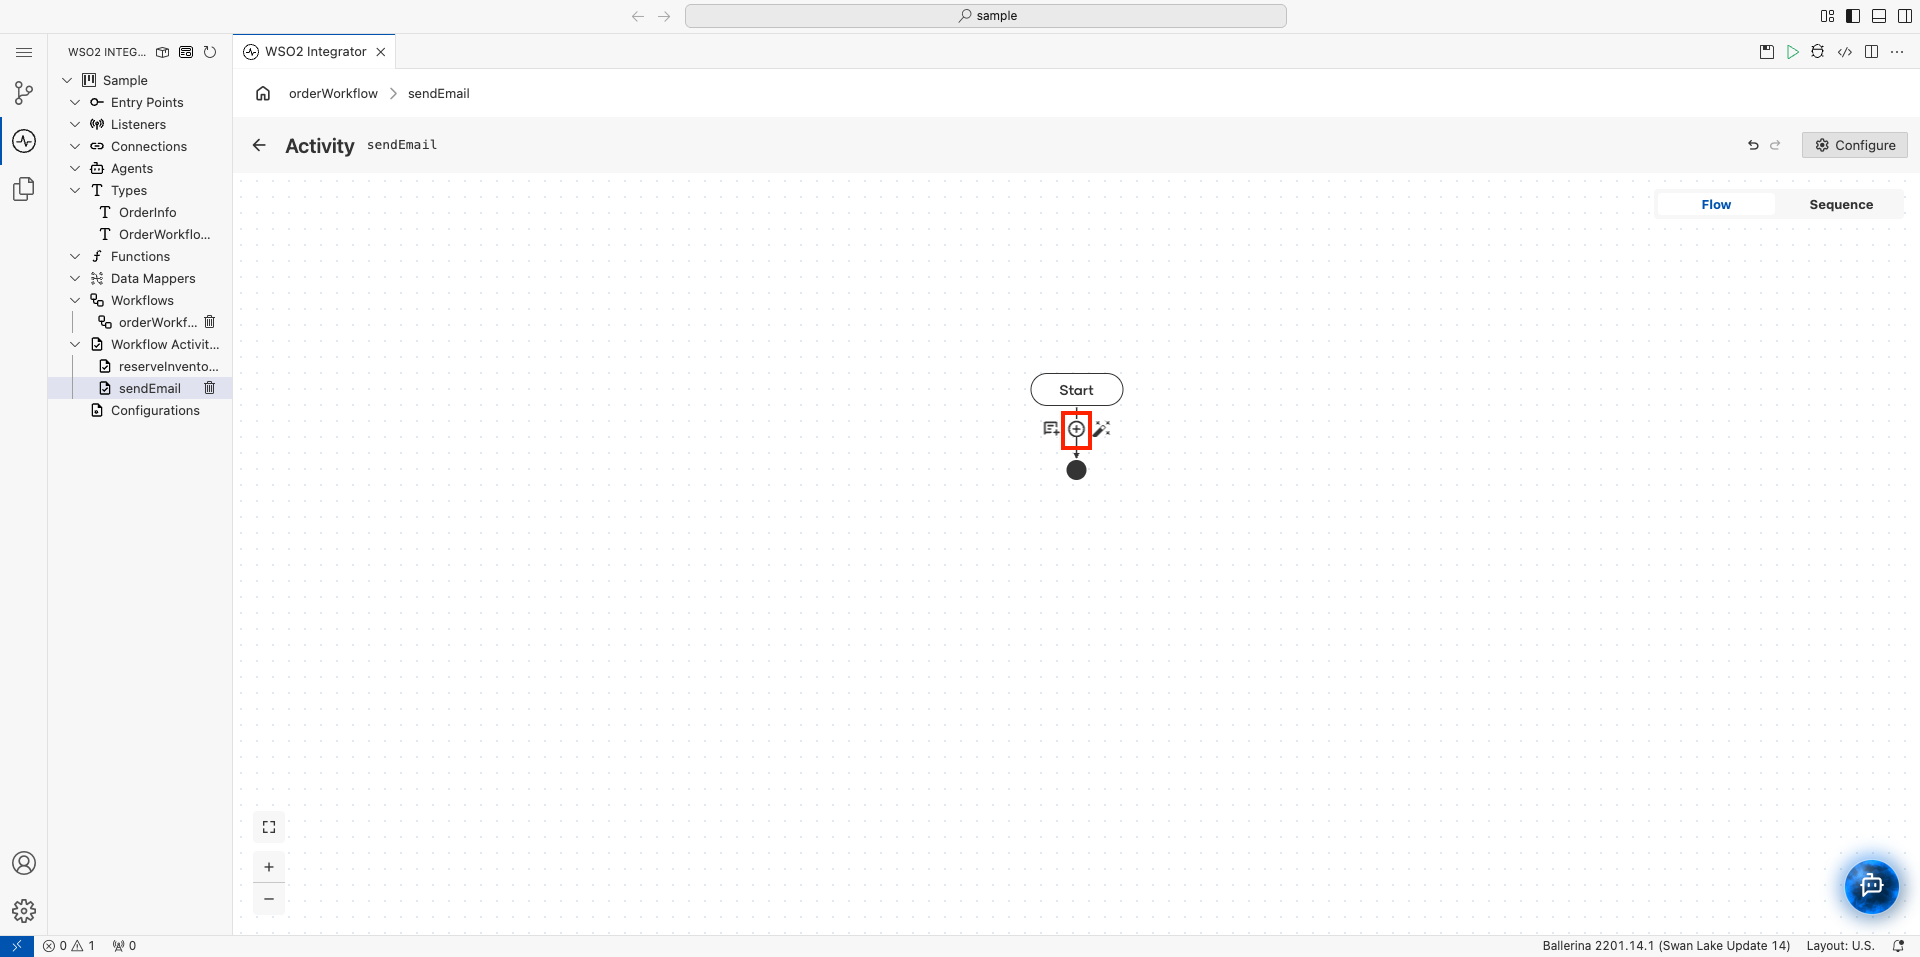 sample
WSO2 INTEG...
WSO2 Integrator
Sample
Entry Points
Listeners
Connections
Agents
Types
OrderInfo
OrderWorkflo...
Functions
Data Mappers
Workflows
orderWorkf...
Workflow Activit...
reserveInvento...
sendEmail
Configurations
orderWorkflow > sendEmail
Activity sendEmail
Configure
Flow Sequence
Start
0 1 0
Ballerina 2201.14.1 (Swan Lake Update 14) Layout: U.S.